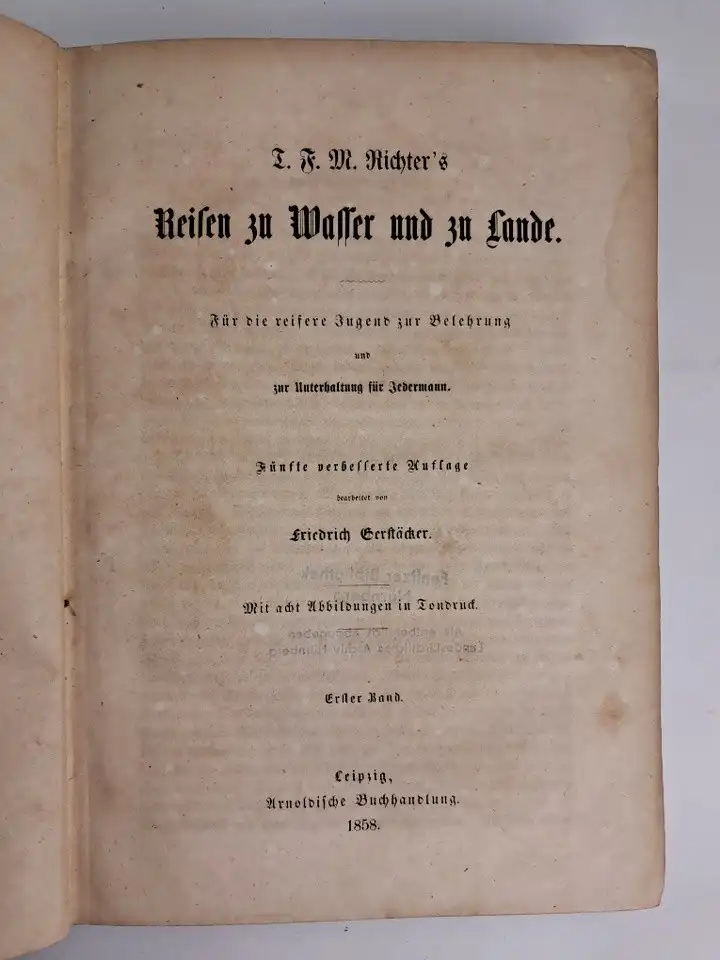 T. F. M. Richter's
Reisen zu Wasser und zu Lande.
Für die reifere Jugend zur Belehrung
und
zur Unterhaltung für Jedermann.
Fünfte verbesserte Auflage
bearbeitet von
Friedrich Gerstäcker.
Mit acht Abbildungen in Tondruck.
Erster Band.
Leipzig,
Arnoldische Buchhandlung.
1858.